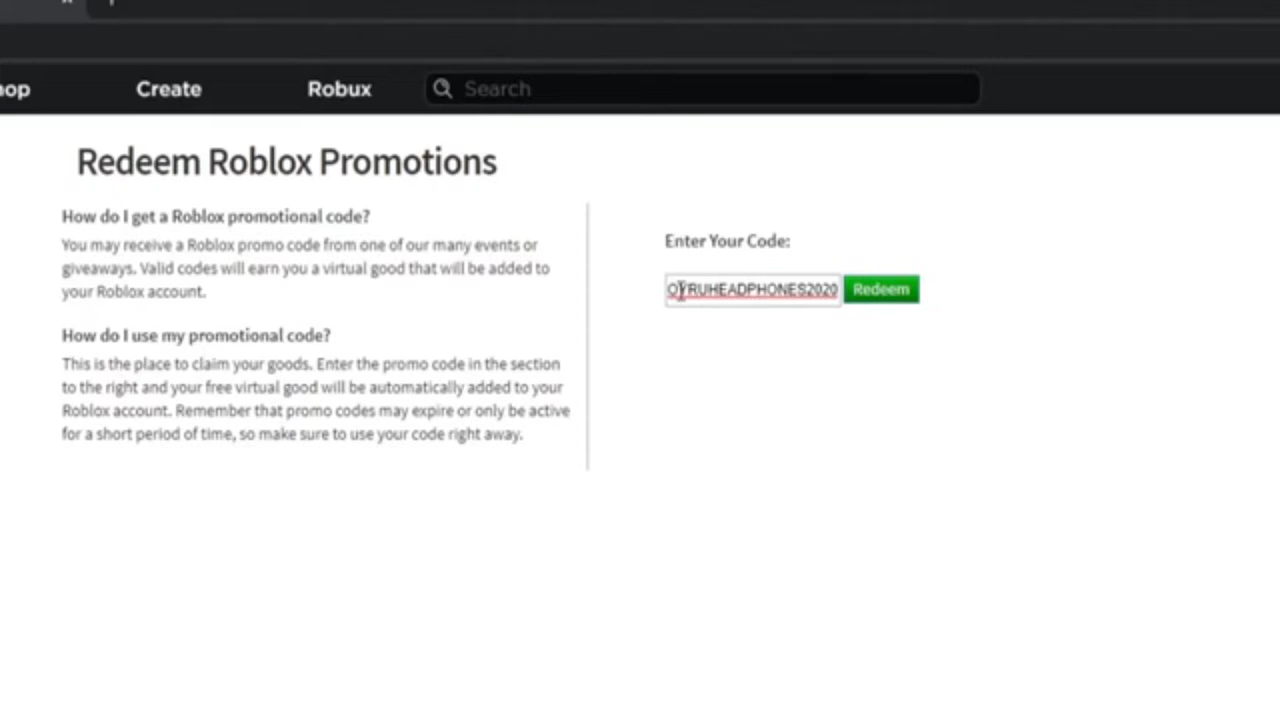 Create Robux Search
Redeem Roblox Promotions
How do I get a Roblox promotional code?
You may receive a Roblox promo code from one of our many events or
giveaways. Valid codes will earn you a virtual good that will be added to
your Roblox account.
How do I use my promotional code?
This is the place to claim your goods. Enter the promo code in the section
to the right and your free virtual good will be automatically added to your
Roblox account. Remember that promo codes may expire or only be active
for a short period of time, so make sure to use your code right away.
Enter Your Code:
OYRUHEADPHONES2020 Redeem